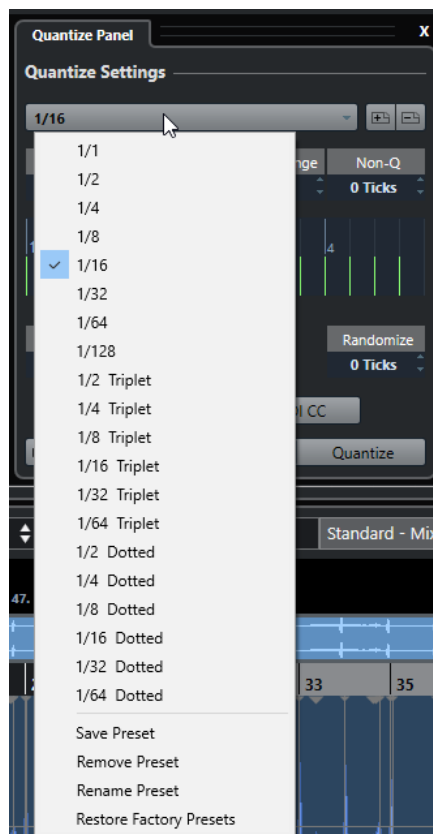 Quantize Panel
x
Quantize Settings
1/16
1/1
1/2
1/4
1/8
1/16
1/32
1/64
1/128
1/2 Triplet
1/4 Triplet
1/8 Triplet
1/16 Triplet
1/32 Triplet
1/64 Triplet
1/2 Dotted
1/4 Dotted
1/8 Dotted
1/16 Dotted
1/32 Dotted
1/64 Dotted
Save Preset
Remove Preset
Rename Preset
Restore Factory Presets
Non-Q
0 Ticks
4
Randomize
0 Ticks
CC
Quantize
Standard - Mix
47.
33
35